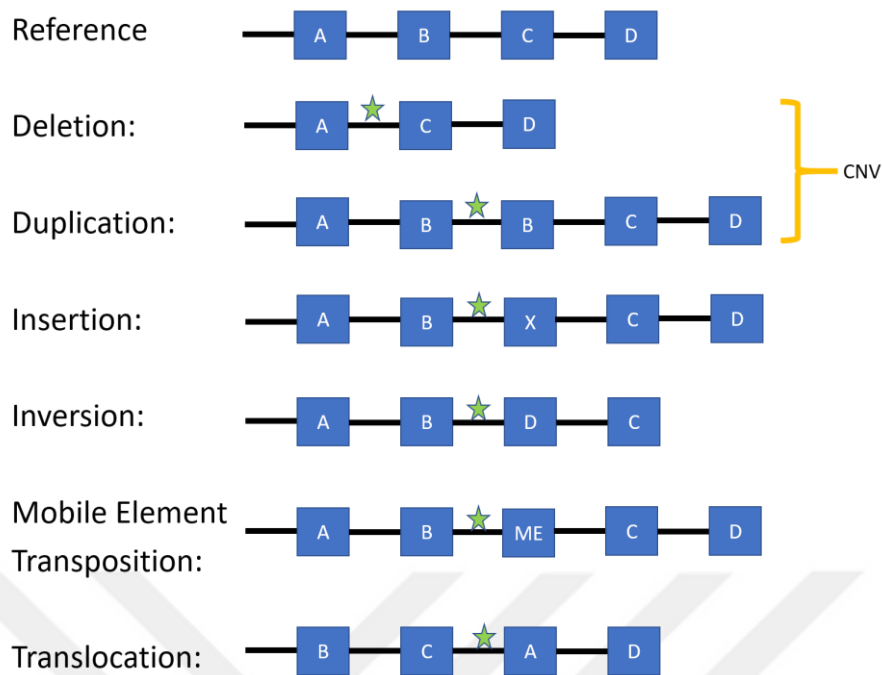 Reference
A B C D
Deletion:
A C D
CNV
Duplication:
A B B C D
Insertion:
A B X C D
Inversion:
A B D C
Mobile Element
Transposition:
A B ME C D
Translocation:
B C A D